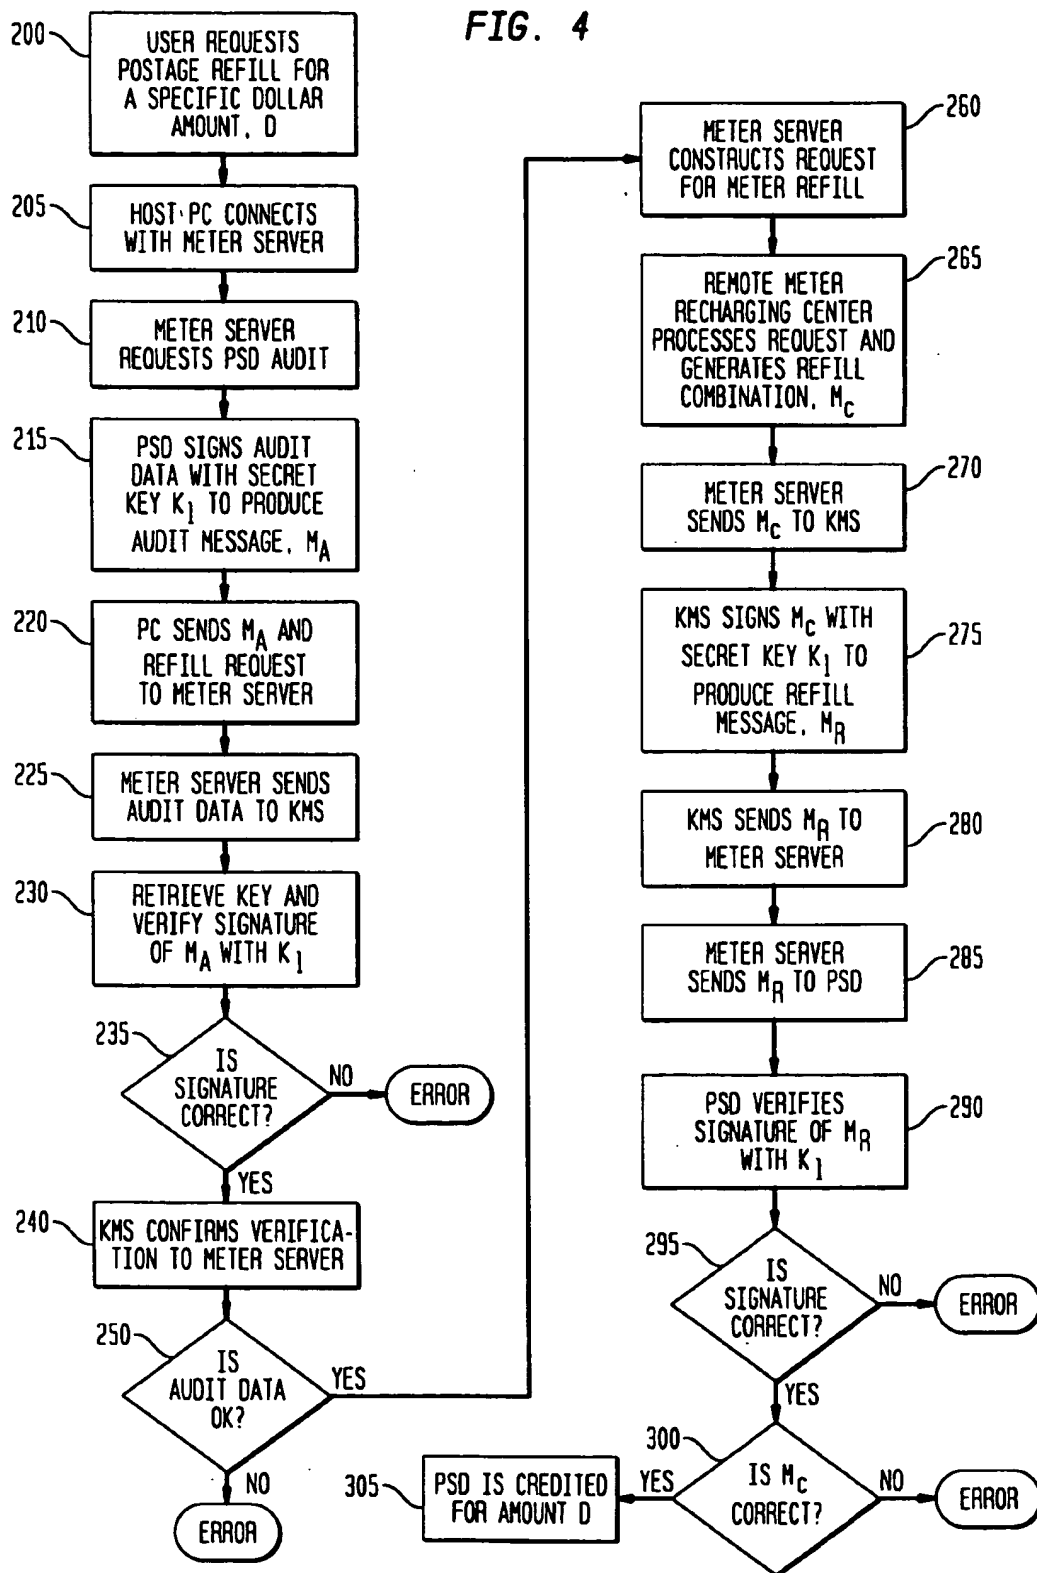 FIG. 4
200
USER REQUESTS
POSTAGE REFILL FOR
A SPECIFIC DOLLAR
AMOUNT, D
205
HOST PC CONNECTS
WITH METER SERVER
210
METER SERVER
REQUESTS PSD AUDIT
215
PSD SIGNS AUDIT
DATA WITH SECRET
KEY K1 TO PRODUCE
AUDIT MESSAGE, MA
220
PC SENDS MA AND
REFILL REQUEST
TO METER SERVER
225
METER SERVER SENDS
AUDIT DATA TO KMS
230
RETRIEVE KEY AND
VERIFY SIGNATURE
OF MA WITH K1
235
IS
SIGNATURE
CORRECT?
NO
ERROR
YES
240
KMS CONFIRMS VERIFICA-
TION TO METER SERVER
250
IS
AUDIT DATA
OK?
YES
NO
ERROR
260
METER SERVER
CONSTRUCTS REQUEST
FOR METER REFILL
265
REMOTE METER
RECHARGING CENTER
PROCESSES REQUEST AND
GENERATES REFILL
COMBINATION, MC
270
METER SERVER
SENDS MC TO KMS
275
KMS SIGNS MC WITH
SECRET KEY K1 TO
PRODUCE REFILL
MESSAGE, MR
280
KMS SENDS MR TO
METER SERVER
285
METER SERVER
SENDS MR TO PSD
290
PSD VERIFIES
SIGNATURE OF MR
WITH K1
295
IS
SIGNATURE
CORRECT?
NO
ERROR
YES
300
IS MC
CORRECT?
NO
ERROR
YES
305
PSD IS CREDITED
FOR AMOUNT D